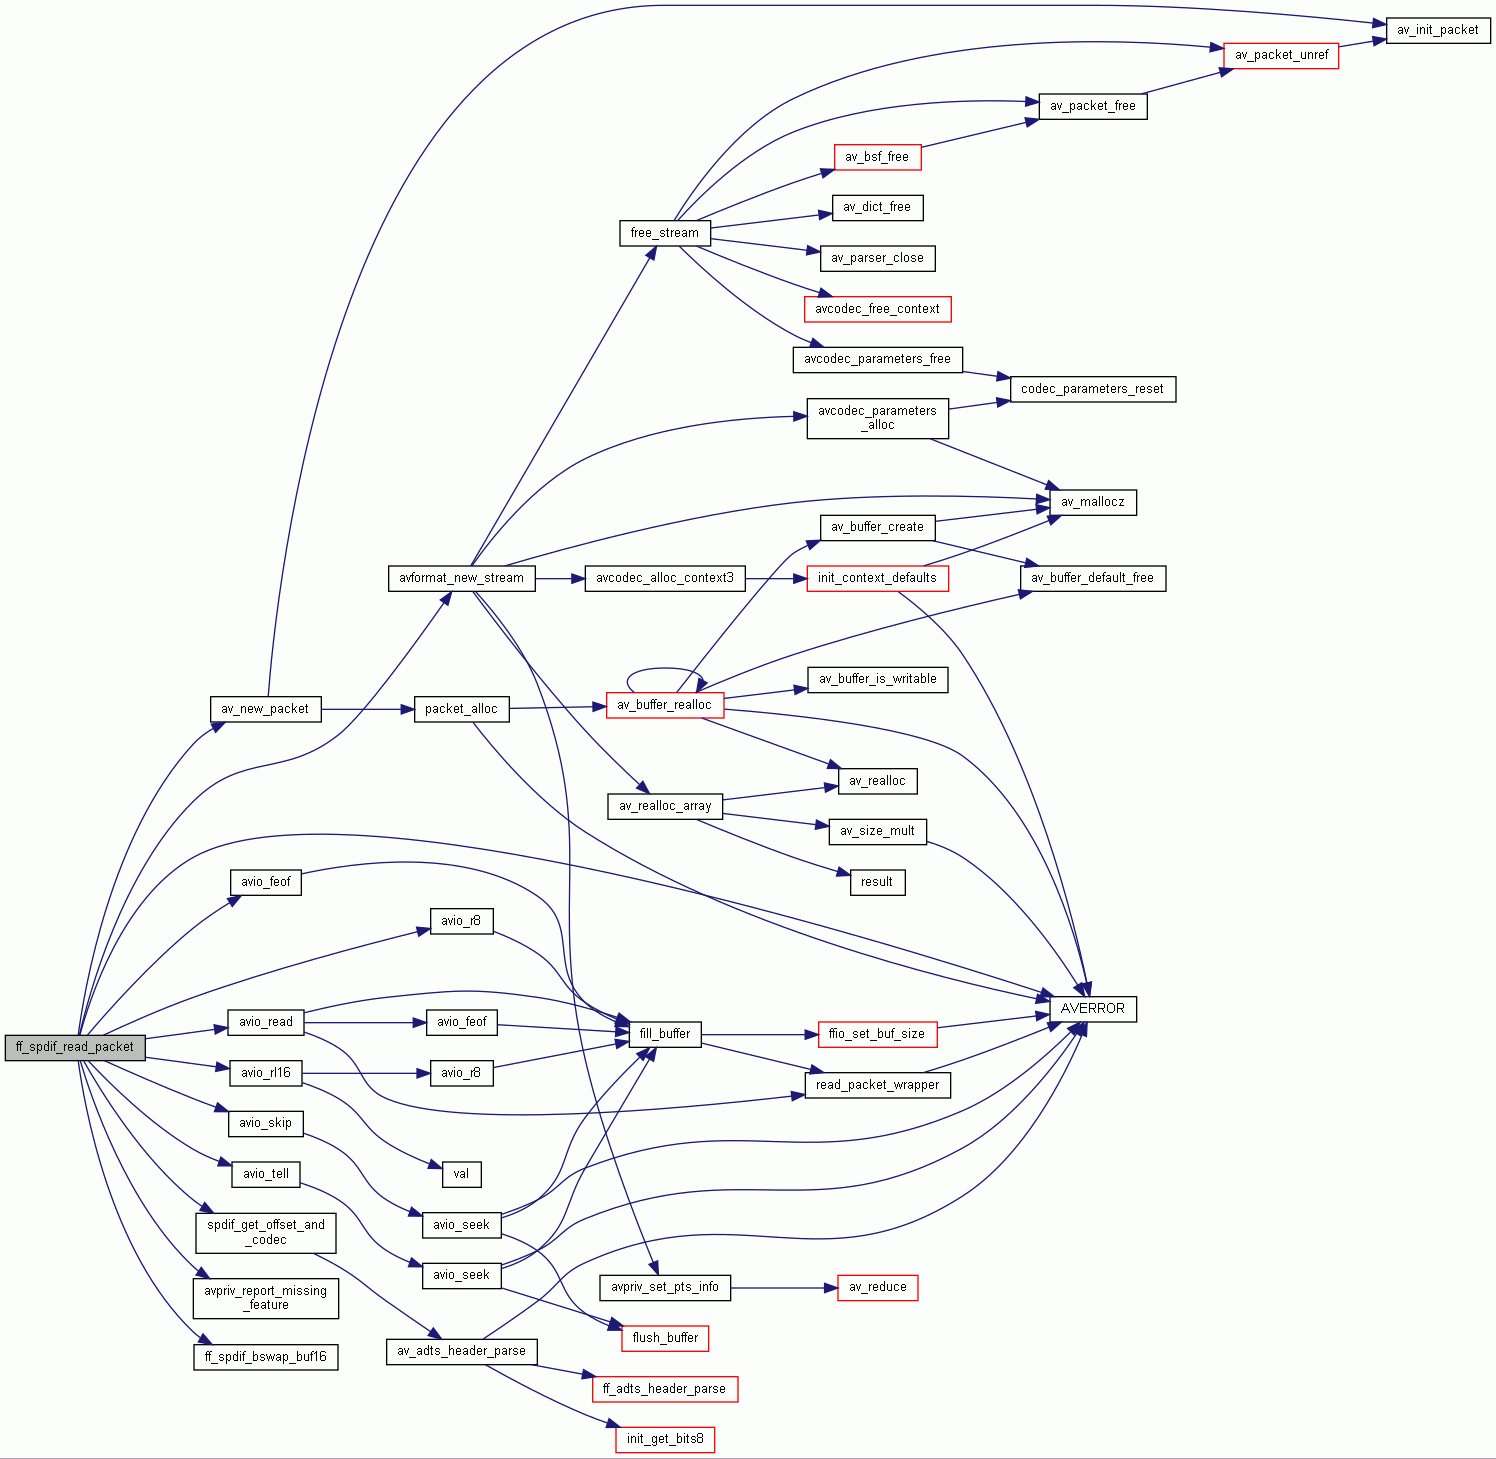 av_init_packet
av_packet_unref
av_packet_free
av_bsf_free
av_dict_free
free_stream
av_parser_close
avcodec_free_context
avcodec_parameters_free
codec_parameters_reset
avcodec_parameters
_alloc
av_mallocz
av_buffer_create
avformat_new_stream
avcodec_alloc_context3
init_context_defaults
av_buffer_default_free
av_buffer_is_writable
av_new_packet
packet_alloc
av_buffer_realloc
av_realloc
av_realloc_array
av_size_mult
avio_feof
result
avio_r8
AVERROR
avio_read
avio_feof
fill_buffer
ffio_set_buf_size
ff_spdif_read_packet
avio_rl16
avio_r8
read_packet_wrapper
avio_skip
avio_tell
val
spdif_get_offset_and
_codec
avio_seek
avio_seek
avpriv_report_missing
_feature
avpriv_set_pts_info
av_reduce
flush_buffer
ff_spdif_bswap_buf16
av_adts_header_parse
ff_adts_header_parse
init_get_bits8